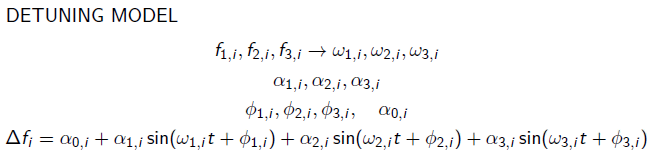 DETUNING MODEL
f₁,ᵢ, f₂,ᵢ, f₃,ᵢ → ω₁,ᵢ, ω₂,ᵢ, ω₃,ᵢ
α₁,ᵢ, α₂,ᵢ, α₃,ᵢ
ϕ₁,ᵢ, ϕ₂,ᵢ, ϕ₃,ᵢ, α₀,ᵢ
Δfᵢ = α₀,ᵢ + α₁,ᵢ sin(ω₁,ᵢt + ϕ₁,ᵢ) + α₂,ᵢ sin(ω₂,ᵢt + ϕ₂,ᵢ) + α₃,ᵢ sin(ω₃,ᵢt + ϕ₃,ᵢ)